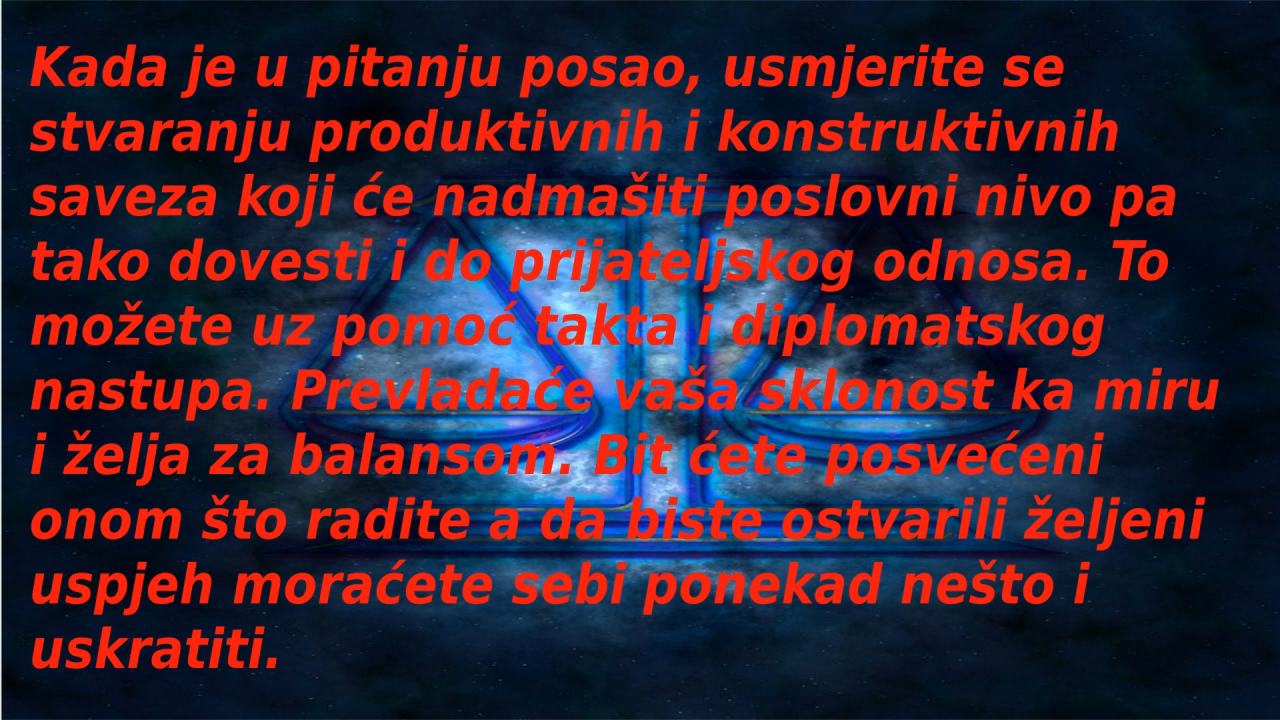 Kada je u pitanju posao, usmjerite se
stvaranju produktivnih i konstruktivnih
saveza koji će nadmašiti poslovni nivo pa
tako dovesti i do prijateljskog odnosa. To
možete uz pomoć takta i diplomatskog
nastupa. Prevladaće vaša sklonost ka miru
i želja za balansom. Bit ćete posvećeni
onom što radite a da biste ostvarili željeni
uspjeh moraćete sebi ponekad nešto i
uskratiti.